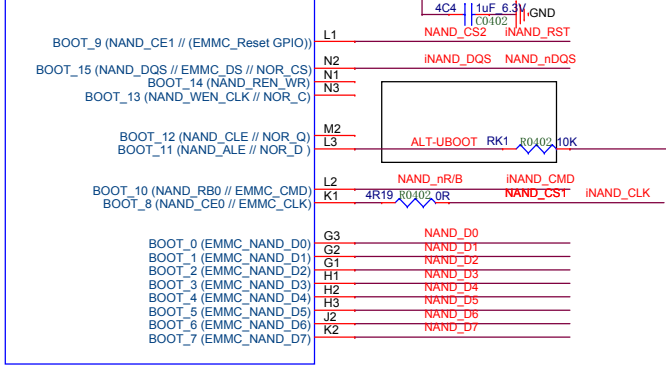 4C4 1uF_6.3V
C0402 GND
BOOT_9 (NAND_CE1 // (EMMC_Reset GPIO)) L1 NAND_CS2 iNAND_RST
BOOT_15 (NAND_DQS // EMMC_DS // NOR_CS) N2 iNAND_DQS NAND_nDQS
BOOT_14 (NAND_REN_WR) N1
BOOT_13 (NAND_WEN_CLK // NOR_C) N3
BOOT_12 (NAND_CLE // NOR_Q) M2
BOOT_11 (NAND_ALE // NOR_D ) L3 ALT-UBOOT RK1 R0402 10K
BOOT_10 (NAND_RB0 // EMMC_CMD) L2 NAND_nR/B iNAND_CMD
BOOT_8 (NAND_CE0 // EMMC_CLK) K1 4R19 R0402 0R NAND_CS1 iNAND_CLK
BOOT_0 (EMMC_NAND_D0) G3 NAND_D0
BOOT_1 (EMMC_NAND_D1) G2 NAND_D1
BOOT_2 (EMMC_NAND_D2) G1 NAND_D2
BOOT_3 (EMMC_NAND_D3) H1 NAND_D3
BOOT_4 (EMMC_NAND_D4) H2 NAND_D4
BOOT_5 (EMMC_NAND_D5) H3 NAND_D5
BOOT_6 (EMMC_NAND_D6) J2 NAND_D6
BOOT_7 (EMMC_NAND_D7) K2 NAND_D7